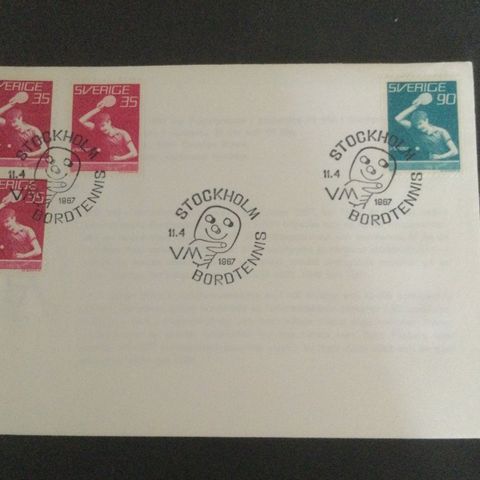 SVERIGE
35
SVERIGE
35
SVERIGE
90
35
STOCKHOLM
11.4
VM
1967
BORDTENNIS
STOCKHOLM
11.4
VM
1967
BORDTENNIS
STOCKHOLM
11.4
VM
1967
BORDTENNIS